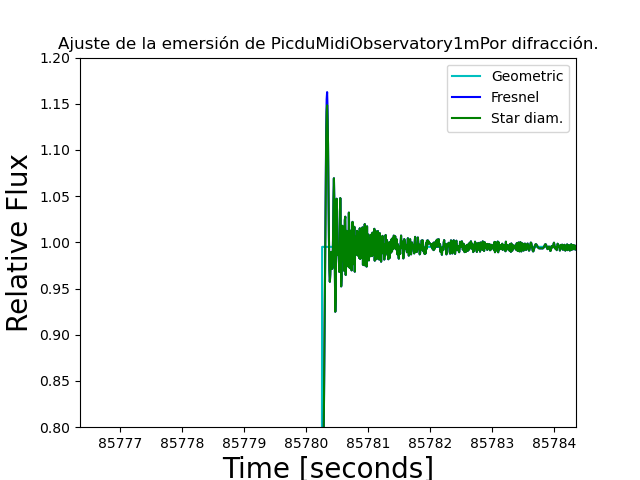 Ajuste de la emersión de PicduMidiObservatory1mPor difracción.
Geometric
Fresnel
Star diam.
Relative Flux
1.20
1.15
1.10
1.05
1.00
0.95
0.90
0.85
0.80
85777 85778 85779 85780 85781 85782 85783 85784
Time [seconds]